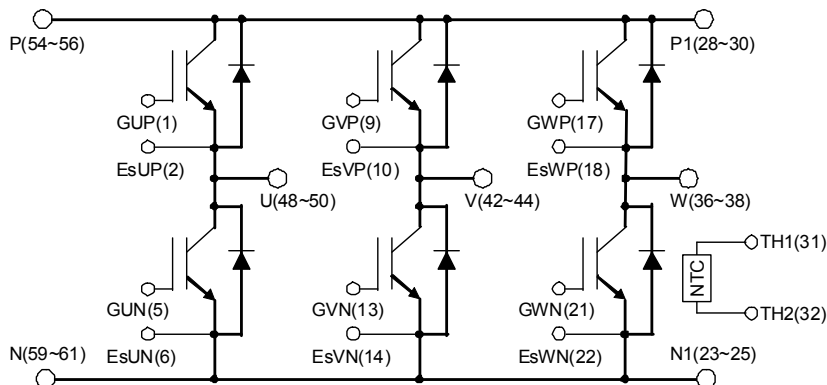 P(54~56)
P1(28~30)
GUP(1)
GVP(9)
GWP(17)
EsUP(2)
EsVP(10)
EsWP(18)
U(48~50)
V(42~44)
W(36~38)
TH1(31)
NTC
GUN(5)
GVN(13)
GWN(21)
TH2(32)
N(59~61)
EsUN(6)
EsVN(14)
EsWN(22)
N1(23~25)